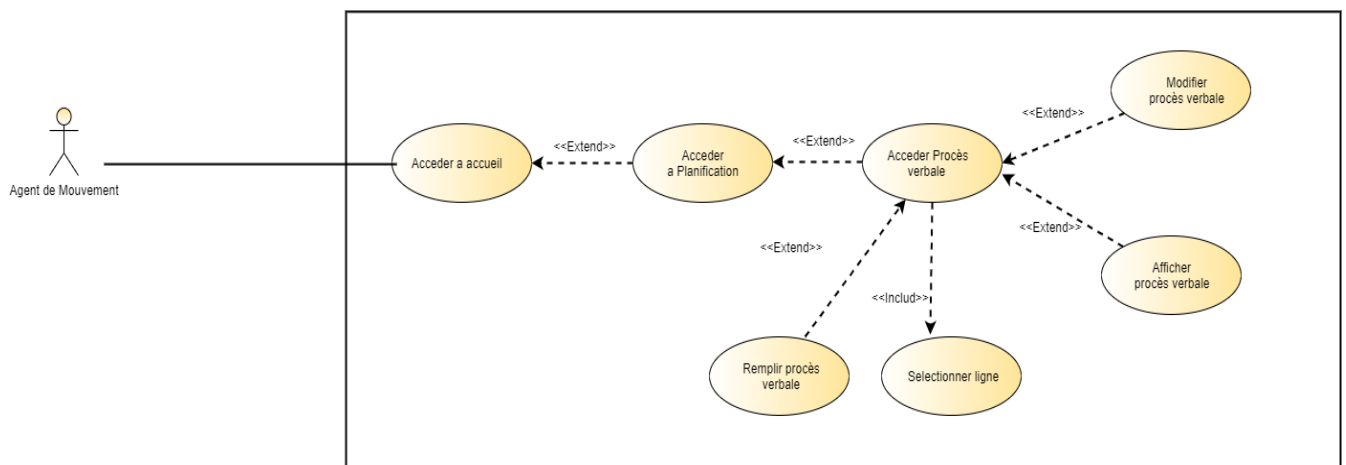 Agent de Mouvement
Acceder a accueil
<<Extend>>
Acceder
a Planification
<<Extend>>
Acceder Procès
verbale
<<Extend>>
Modifier
procès verbale
<<Extend>>
Afficher
procès verbale
<<Extend>>
Remplir procès
verbale
<<Includ>>
Selectionner ligne